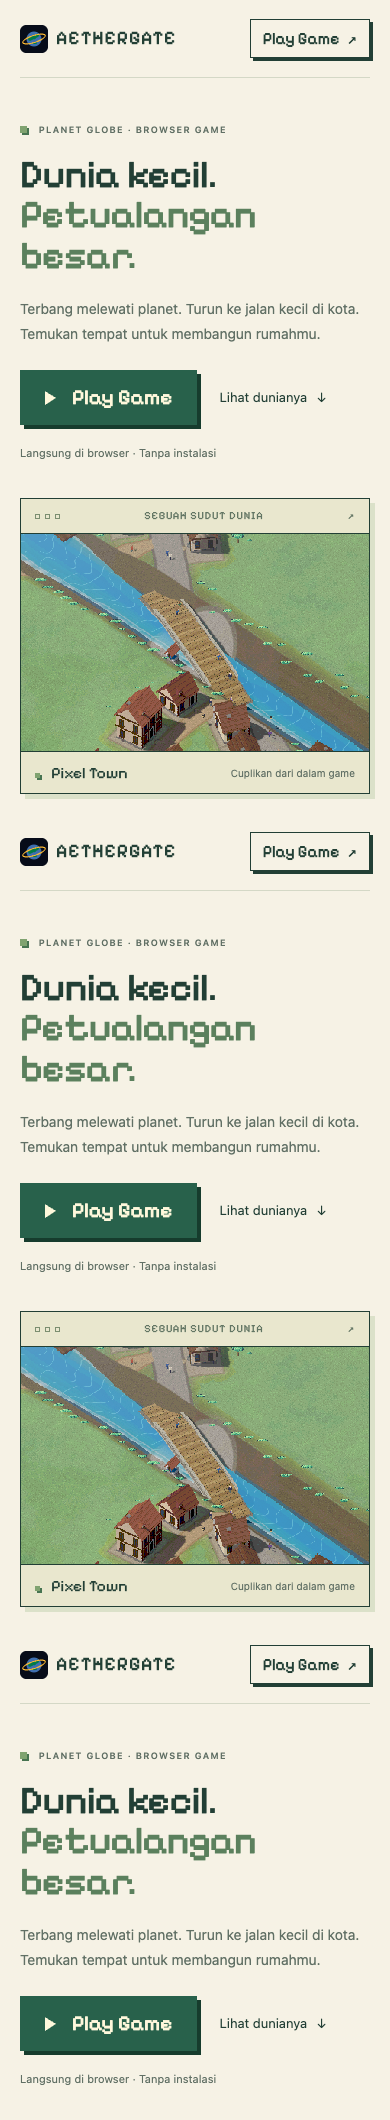 AETHERGATE
Play Game ↗
PLANET GLOBE · BROWSER GAME
Dunia kecil.
Petualangan
besar.
Terbang melewati planet. Turun ke jalan kecil di kota.
Temukan tempat untuk membangun rumahmu.
Play Game
Lihat dunianya ↓
Langsung di browser · Tanpa instalasi
SEBUAH SUDUT DUNIA ↗
Pixel Town
Cuplikan dari dalam game
AETHERGATE
Play Game ↗
PLANET GLOBE · BROWSER GAME
Dunia kecil.
Petualangan
besar.
Terbang melewati planet. Turun ke jalan kecil di kota.
Temukan tempat untuk membangun rumahmu.
Play Game
Lihat dunianya ↓
Langsung di browser · Tanpa instalasi
SEBUAH SUDUT DUNIA ↗
Pixel Town
Cuplikan dari dalam game
AETHERGATE
Play Game ↗
PLANET GLOBE · BROWSER GAME
Dunia kecil.
Petualangan
besar.
Terbang melewati planet. Turun ke jalan kecil di kota.
Temukan tempat untuk membangun rumahmu.
Play Game
Lihat dunianya ↓
Langsung di browser · Tanpa instalasi